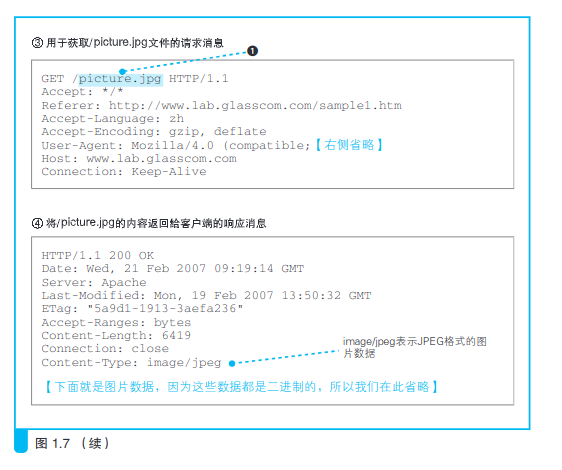 ③ 用于获取/picture.jpg文件的请求消息
❶
GET /picture.jpg HTTP/1.1
Accept: */*
Referer: http://www.lab.glasscom.com/sample1.htm
Accept-Language: zh
Accept-Encoding: gzip, deflate
User-Agent: Mozilla/4.0 (compatible;【右侧省略】
Host: www.lab.glasscom.com
Connection: Keep-Alive
④ 将/picture.jpg的内容返回给客户端的响应消息
HTTP/1.1 200 OK
Date: Wed, 21 Feb 2007 09:19:14 GMT
Server: Apache
Last-Modified: Mon, 19 Feb 2007 13:50:32 GMT
ETag: "5a9d1-1913-3aefa236"
Accept-Ranges: bytes
Content-Length: 6419
Connection: close
Content-Type: image/jpeg
image/jpeg表示JPEG格式的图
片数据
【下面就是图片数据，因为这些数据都是二进制的，所以我们在此省略】
图 1.7 （续）